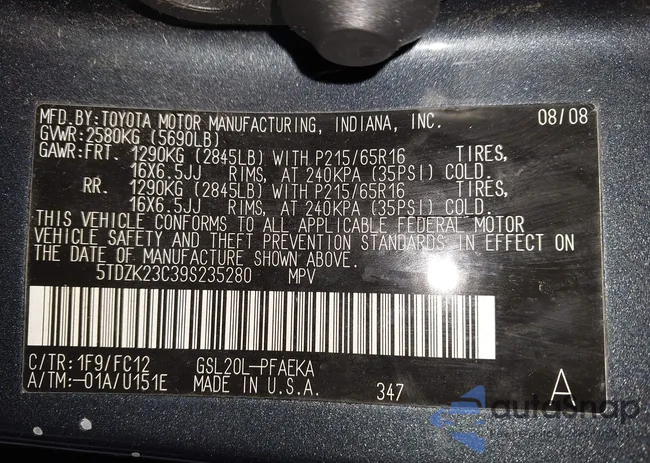 MFD.BY:TOYOTA MOTOR MANUFACTURING, INDIANA, INC. 08/08
GVWR:2580KG (5690LB)
GAWR:FRT. 1290KG (2845LB) WITH P215/65R16 TIRES,
16X6.5JJ RIMS, AT 240KPA (35PSI) COLD.
RR. 1290KG (2845LB) WITH P215/65R16 TIRES,
16X6.5JJ RIMS, AT 240KPA (35PSI) COLD.
THIS VEHICLE CONFORMS TO ALL APPLICABLE FEDERAL MOTOR
VEHICLE SAFETY AND THEFT PREVENTION STANDARDS IN EFFECT ON
THE DATE OF MANUFACTURE SHOWN ABOVE.
5TDZK23C39S235280 MPV
C/TR:1F9/FC12 GSL20L-PFAEKA
A/TM:-01A/U151E MADE IN U.S.A. 347 A
autosnap